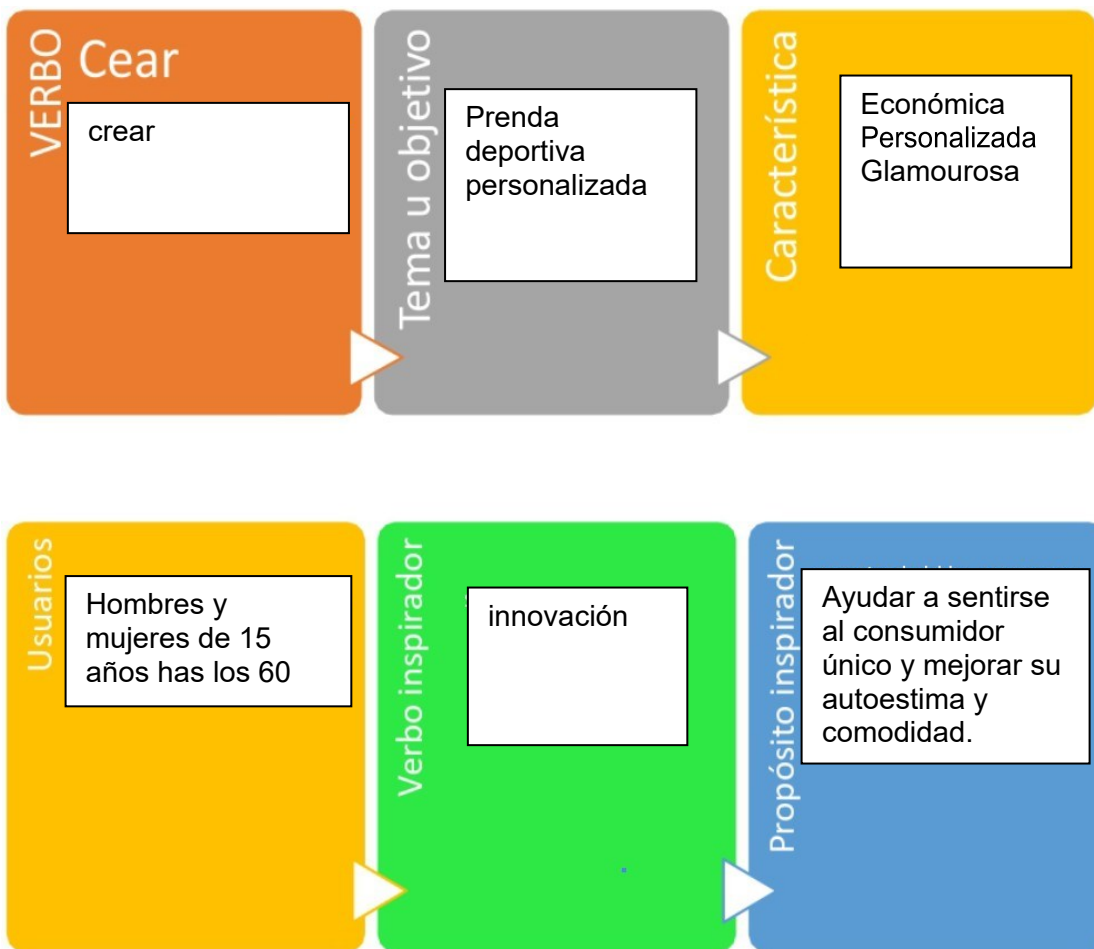 VERBO
Cear
crear
Tema u objetivo
Prenda
deportiva
personalizada
Característica
Económica
Personalizada
Glamourosa
Usuarios
Hombres y
mujeres de 15
años has los 60
Verbo inspirador
innovación
Propósito inspirador
Ayudar a sentirse
al consumidor
único y mejorar su
autoestima y
comodidad.